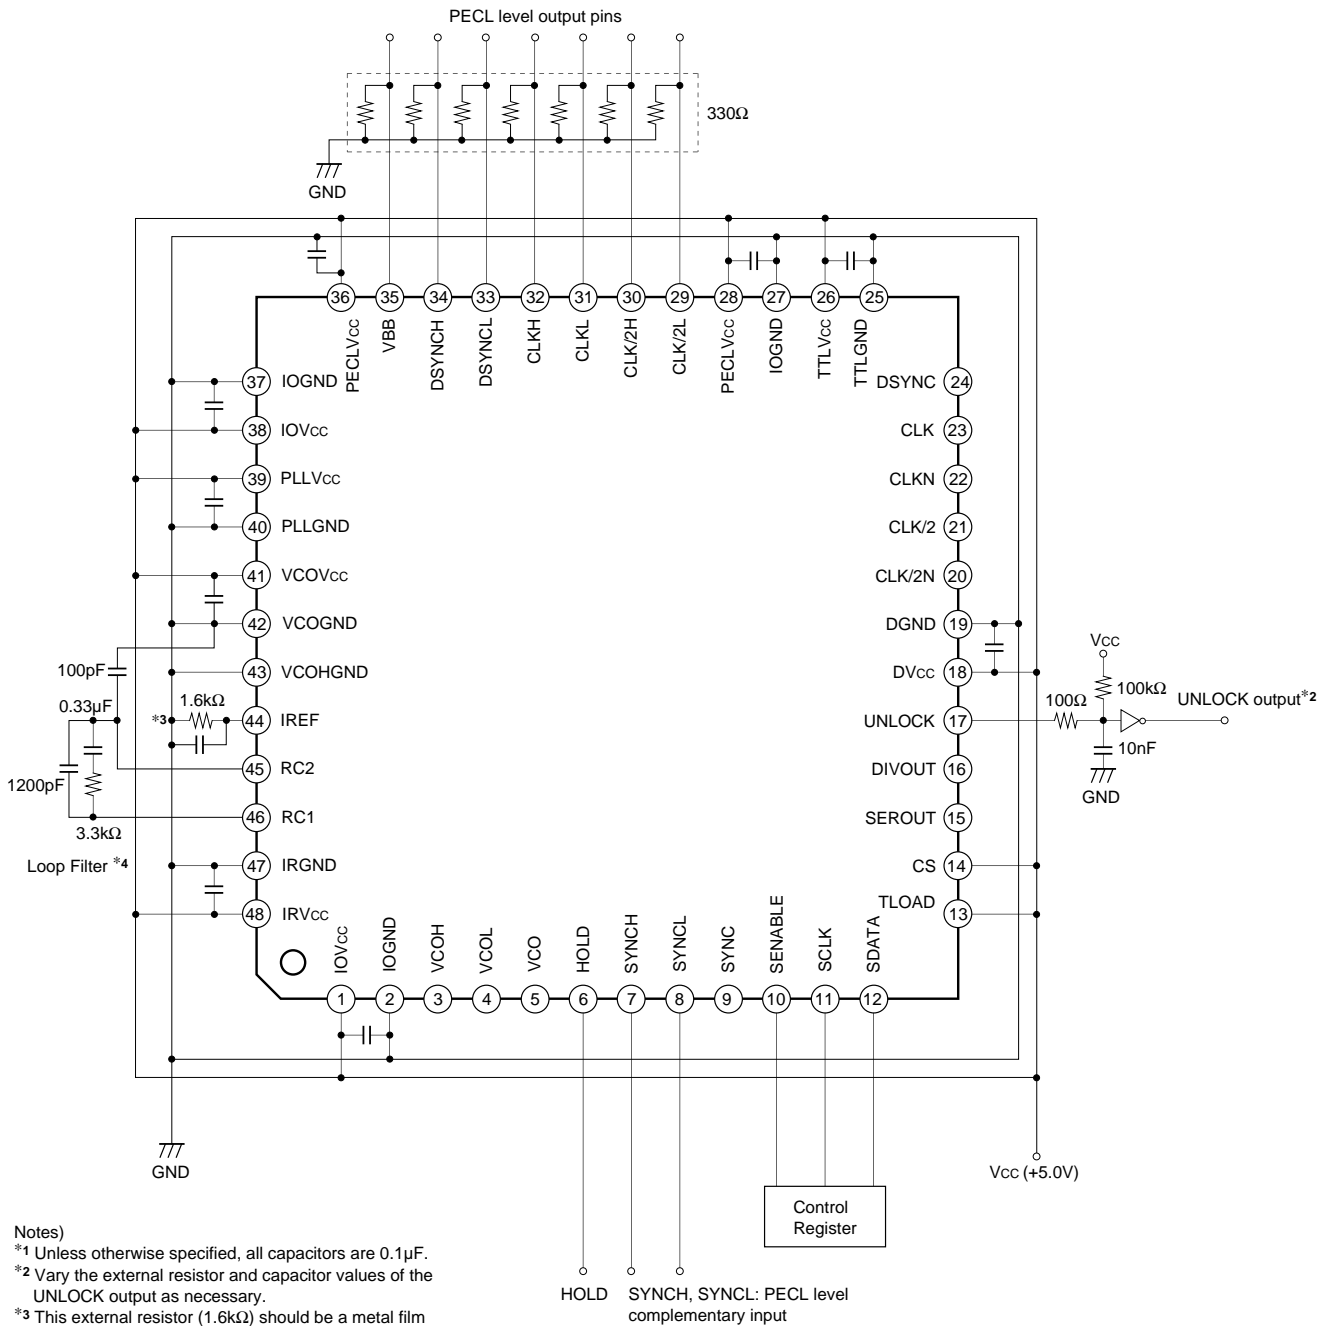 PECL level output pins
330Ω
GND
36 35 34 33 32 31 30 29 28 27 26 25
PECLVCC
VBB
DSYNCH
DSYNCL
CLKH
CLKL
CLK/2H
CLK/2L
PECLVCC
IOGND
TTLVCC
TTLGND
37 IOGND
38 IOVCC
39 PLLVCC
40 PLLGND
41 VCOVCC
42 VCOGND
43 VCOHGND
44 IREF
45 RC2
46 RC1
47 IRGND
48 IRVCC
100pF
0.33µF
*3
1.6kΩ
1200pF
3.3kΩ
Loop Filter *4
DSYNC 24
CLK 23
CLKN 22
CLK/2 21
CLK/2N 20
DGND 19
DVCC 18
UNLOCK 17
DIVOUT 16
SEROUT 15
CS 14
TLOAD 13
VCC
100kΩ
100Ω
UNLOCK output*2
10nF
GND
IOVCC
IOGND
VCOH
VCOL
VCO
HOLD
SYNCH
SYNCL
SYNC
SENABLE
SCLK
SDATA
1 2 3 4 5 6 7 8 9 10 11 12
GND
VCC (+5.0V)
Control
Register
HOLD
SYNCH, SYNCL: PECL level
complementary input
Notes)
*1 Unless otherwise specified, all capacitors are 0.1µF.
*2 Vary the external resistor and capacitor values of the
UNLOCK output as necessary.
*3 This external resistor (1.6kΩ) should be a metal film